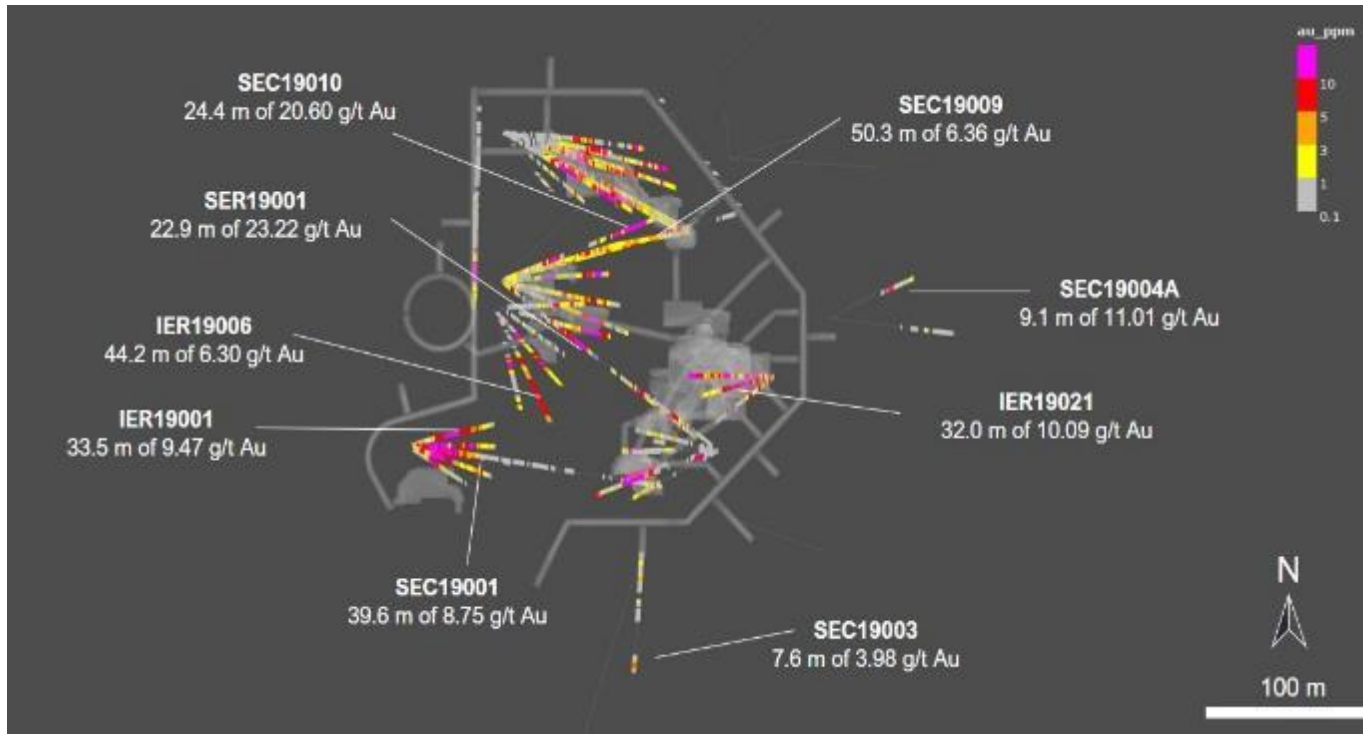 au_ppm
10
5
3
1
0.1
SEC19010
24.4 m of 20.60 g/t Au
SEC19009
50.3 m of 6.36 g/t Au
SER19001
22.9 m of 23.22 g/t Au
SEC19004A
9.1 m of 11.01 g/t Au
IER19006
44.2 m of 6.30 g/t Au
IER19001
33.5 m of 9.47 g/t Au
IER19021
32.0 m of 10.09 g/t Au
SEC19001
39.6 m of 8.75 g/t Au
SEC19003
7.6 m of 3.98 g/t Au
N
100 m